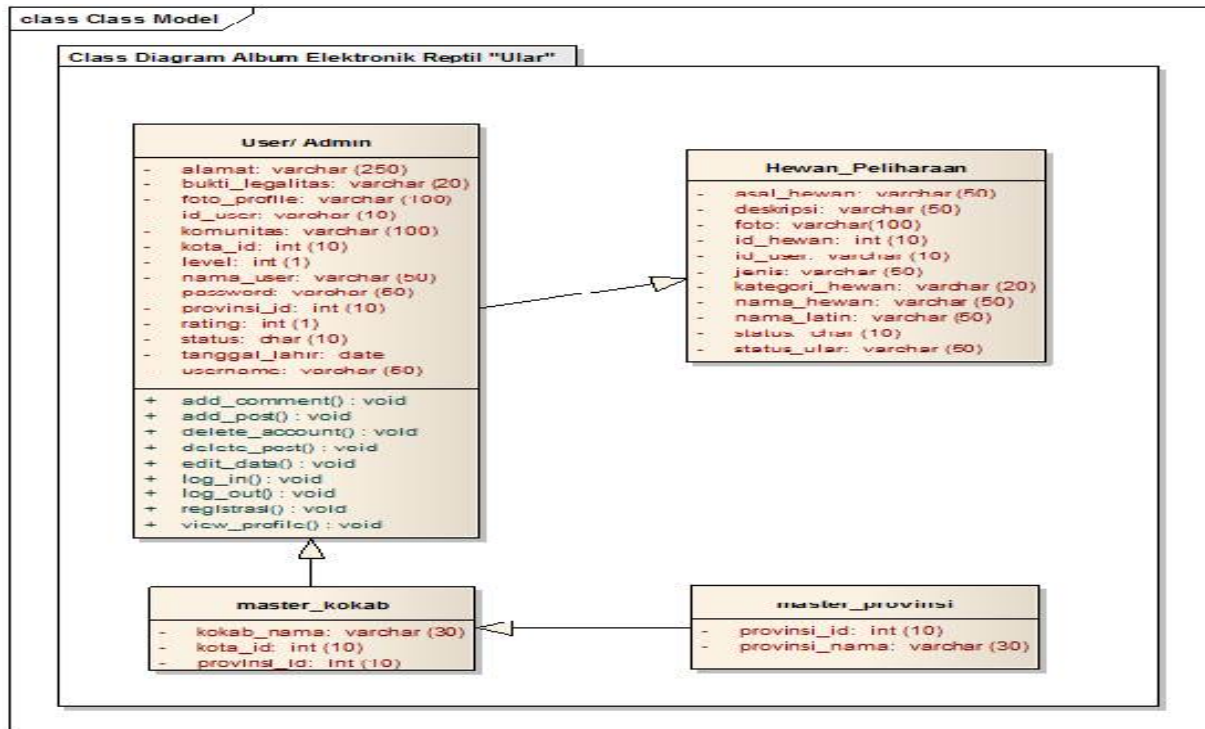 class Class Model
Class Diagram Album Elektronik Reptil "Ular"
User/ Admin
- alamat: varchar (250)
- bukti_legalitas: varchar (20)
- foto_profile: varchar (100)
id_user: varchar (10)
- komunitas: varchar (100)
- kota_id: int (10)
- level: int (1)
- nama_user: varchar (50)
password: varchar (50)
- provinsi_id: int (10)
- rating: int (1)
- status: char (10)
- tanggal_lahir: date
username: varchar (50)
+ add_comment() : void
+ add_post() : void
+ delete_account() : void
+ delete_post() : void
+ edit_data() : void
+ log_in() : void
+ log_out() : void
+ registrasi() : void
+ view_profile() : void
Hewan_Peliharaan
- asal_hewan: varchar (50)
- deskripsi: varchar (50)
- foto: varchar(100)
- id_hewan: int (10)
- id_user: varchar (10)
- jenis: varchar (50)
- kategori_hewan: varchar (20)
- nama_hewan: varchar (50)
- nama_latin: varchar (50)
- status: char (10)
- status_ular: varchar (50)
master_kokab
- kokab_nama: varchar (30)
- kota_id: int (10)
- provinsi_id: int (10)
master_provinsi
- provinsi_id: int (10)
- provinsi_nama: varchar (30)